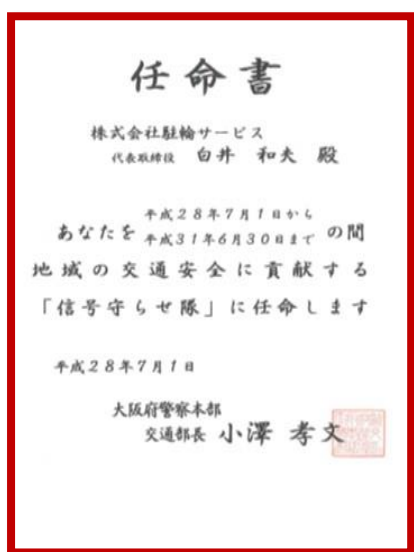 任命書
株式会社駐輪サービス
代表取締役 白井 和夫 殿
平成28年7月1日から
あなたを の間
平成31年6月30日まで
地域の交通安全に貢献する
「信号守らせ隊」に任命します
平成28年7月1日
大阪府警察本部
交通部長 小澤 孝文